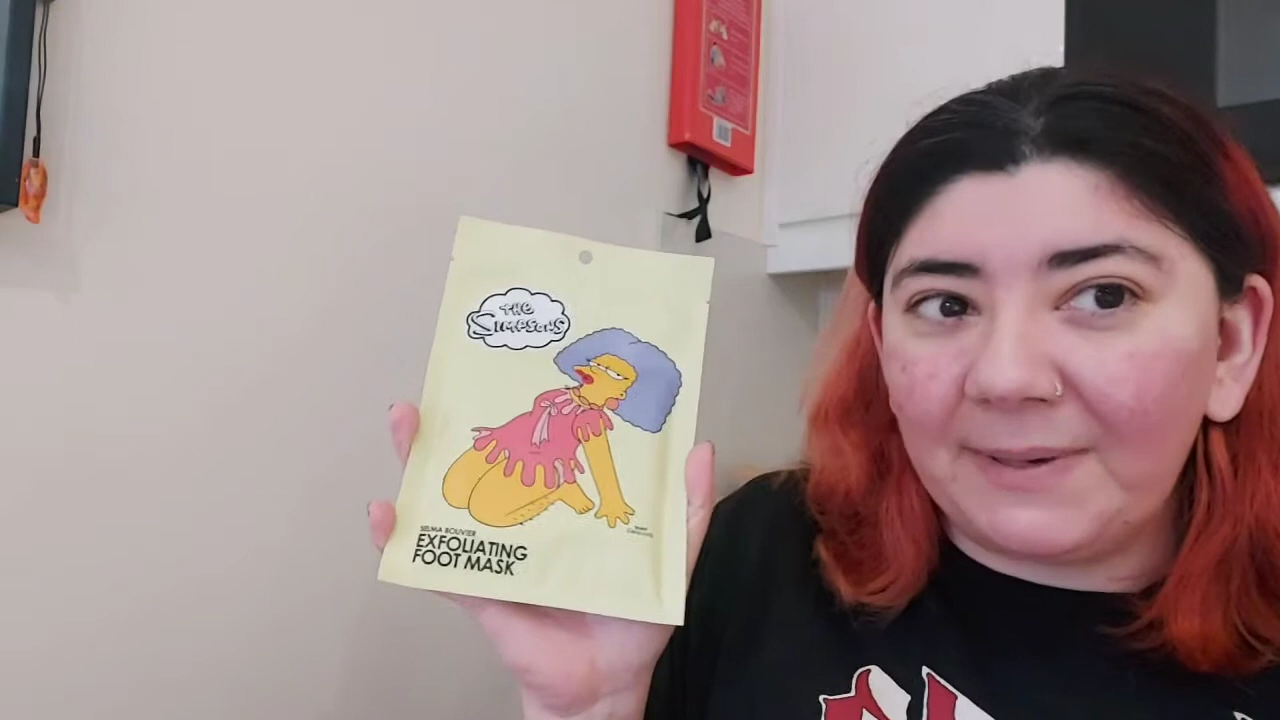 THE
SIMPSONS
SELMA BOUVIER
EXFOLIATING
FOOT MASK